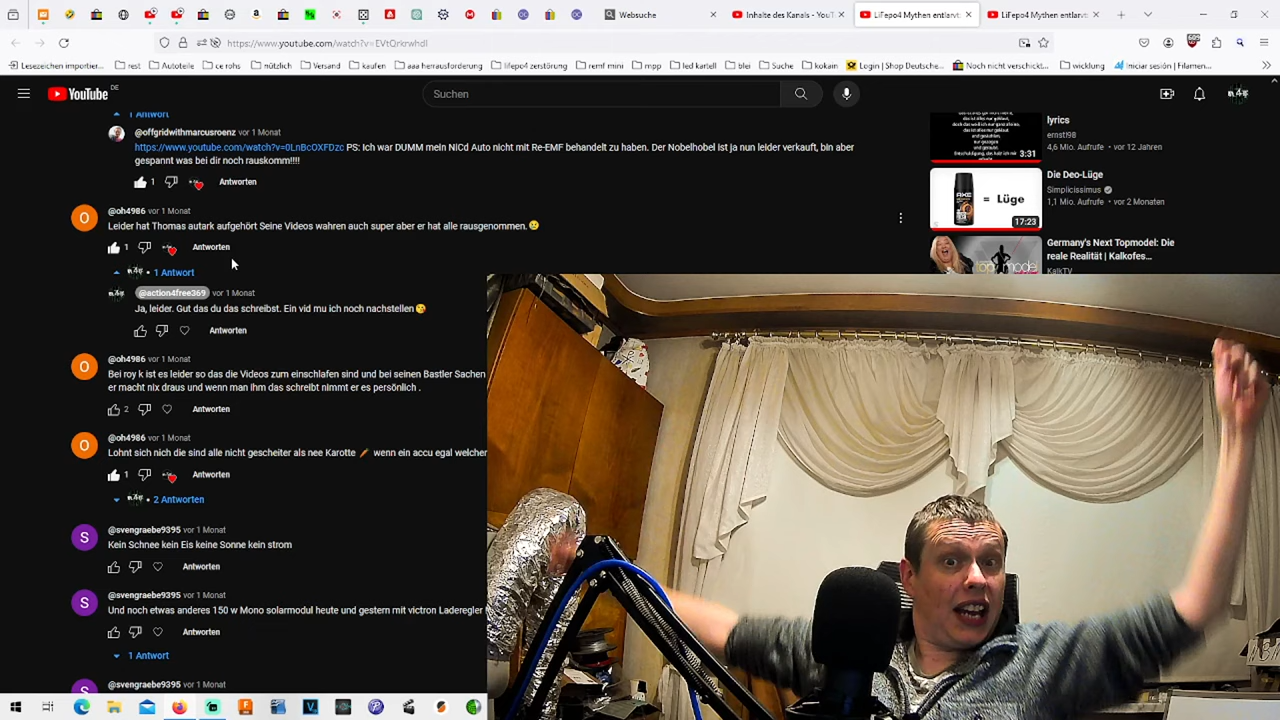 Websuche
Inhalte des Kanals - YouT
LiFepo4 Mythen entlarvt
LiFepo4 Mythen entlarvt
https://www.youtube.com/watch?v=EVtQrkrwhdI
Lesezeichen importier...
rest
Autoteile
ce rohs
nützlich
Versand
kaufen
aaa herausforderung
lifepo4 zerstörung
remf mini
mpp
led kartell
blei
Suche
kokain
Login | Shop Deutsche...
Noch nicht verschickt...
wicklung
Iniciar sesión | Filamen...
YouTube DE
Suchen
1 Antwort
@offgridwithmarcusroenz vor 1 Monat
https://www.youtube.com/watch?v=0LnBcOXFDzc PS: Ich war DUMM mein NiCd Auto nicht mit Re-EMF behandelt zu haben. Der Nobelhobel ist ja nun leider verkauft, bin aber
gespannt was bei dir noch rauskomm!!!!
1 Antworten
@oh4986 vor 1 Monat
Leider hat Thomas autark aufgehört Seine Videos wahren auch super aber er hat alle rausgenommen.
1 Antworten
1 Antwort
@action4free369 vor 1 Monat
Ja, leider. Gut das du das schreibst. Ein vid mu ich noch nachstellen
Antworten
@oh4986 vor 1 Monat
Bei roy k ist es leider so das die Videos zum einschlafen sind und bei seinen Bastler Sachen
er macht nix draus und wenn man ihm das schreibt nimmt er es persönlich .
2 Antworten
@oh4986 vor 1 Monat
Lohnt sich nich die sind alle nicht gescheiter als nee Karotte 🥕 wenn ein accu egal welcher
1 Antworten
2 Antworten
@svengraebe9395 vor 1 Monat
Kein Schnee kein Eis keine Sonne kein strom
Antworten
@svengraebe9395 vor 1 Monat
Und noch etwas anderes 150 w Mono solarmodul heute und gestern mit victron Laderegler
Antworten
1 Antwort
@svengraebe9395 vor 1 Monat
lyrics
ernstl98
4,6 Mio. Aufrufe • vor 12 Jahren
3:31
Die Deo-Lüge
Simplicissimus
1,1 Mio. Aufrufe • vor 2 Monaten
AXE
= Lüge
17:23
Germany's Next Topmodel: Die
reale Realität | Kalkofes...
KalkTV